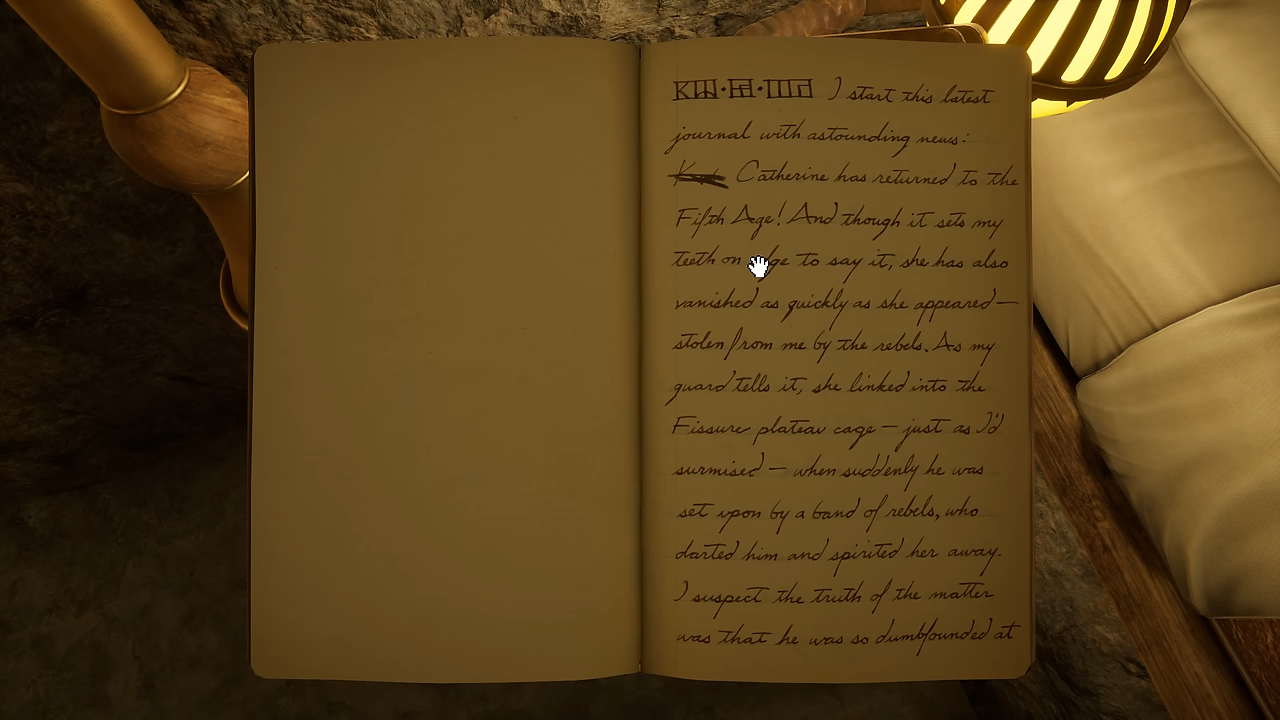 I start this latest
journal with astounding news:
Catherine has returned to the
Fifth Age! And though it sets my
teeth on edge to say it, she has also
vanished as quickly as she appeared—
stolen from me by the rebels. As my
guard tells it, she linked into the
Fissure plateau cage — just as I'd
surmised — when suddenly he was
set upon by a band of rebels, who
darted him and spirited her away.
I suspect the truth of the matter
was that he was so dumbfounded at